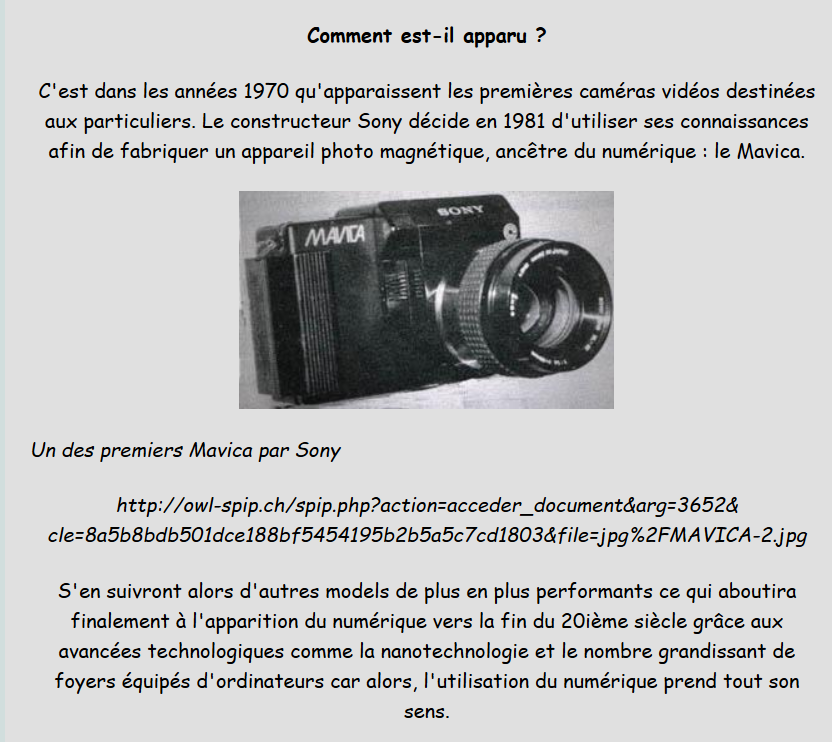 Comment est-il apparu ?
C'est dans les années 1970 qu'apparaissent les premières caméras vidéos destinées
aux particuliers. Le constructeur Sony décide en 1981 d'utiliser ses connaissances
afin de fabriquer un appareil photo magnétique, ancêtre du numérique : le Mavica.
SONY
MAVICA
Un des premiers Mavica par Sony
http://owl-spip.ch/spip.php?action=acceder_document&arg=3652&
cle=8a5b8bdb501dce188bf5454195b2b5a5c7cd1803&file=jpg%2FMAVICA-2.jpg
S'en suivront alors d'autres models de plus en plus performants ce qui aboutira
finalement à l'apparition du numérique vers la fin du 20ième siècle grâce aux
avancées technologiques comme la nanotechnologie et le nombre grandissant de
foyers équipés d'ordinateurs car alors, l'utilisation du numérique prend tout son
sens.